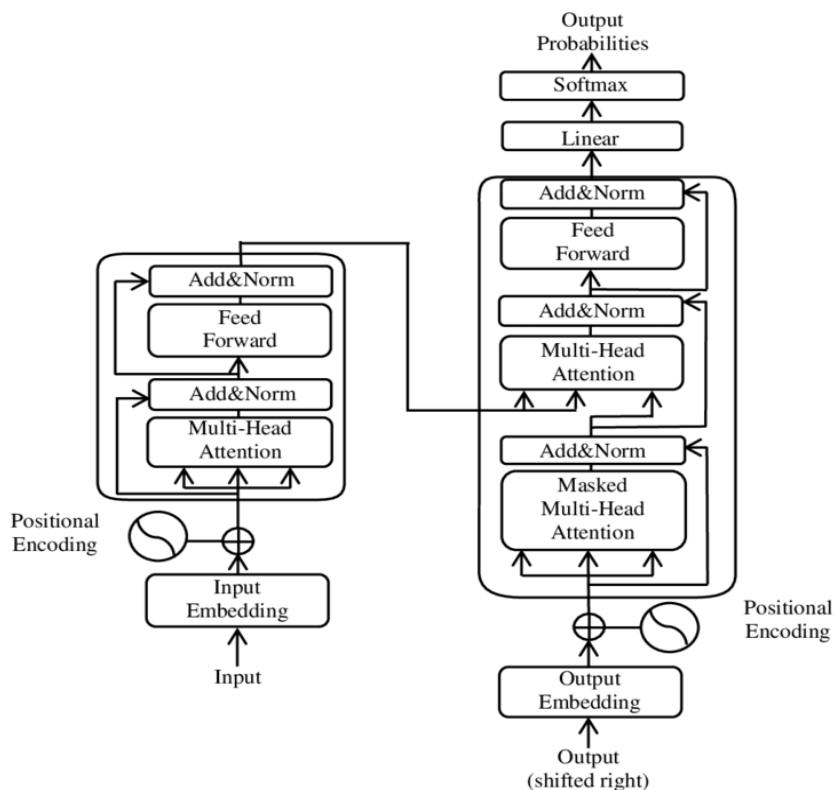 Output
Probabilities
Softmax
Linear
Add&Norm
Feed
Forward
Add&Norm
Multi-Head
Attention
Add&Norm
Masked
Multi-Head
Attention
Positional
Encoding
Output
Embedding
Output
(shifted right)
Add&Norm
Feed
Forward
Add&Norm
Multi-Head
Attention
Positional
Encoding
Input
Embedding
Input